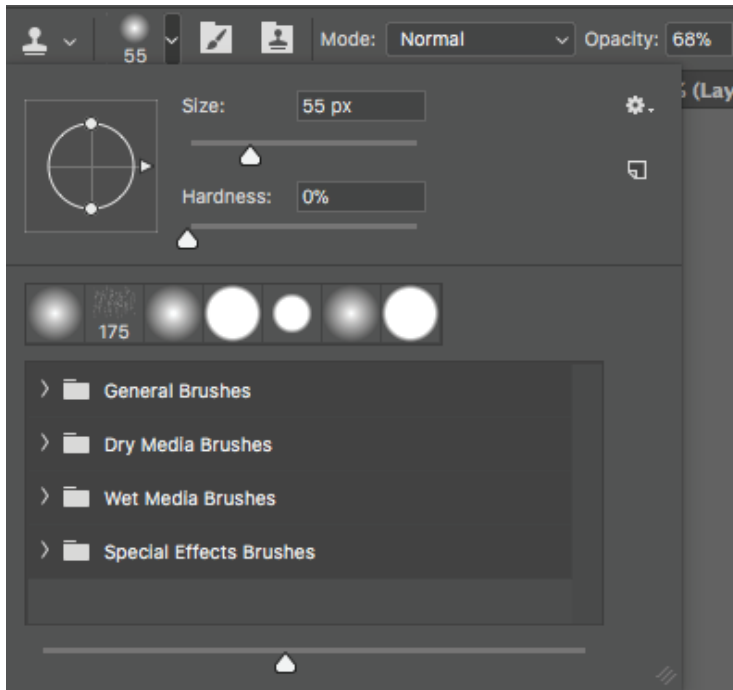 55 Mode: Normal Opacity: 68%
(Lay
Size: 55 px
Hardness: 0%
175
General Brushes
Dry Media Brushes
Wet Media Brushes
Special Effects Brushes